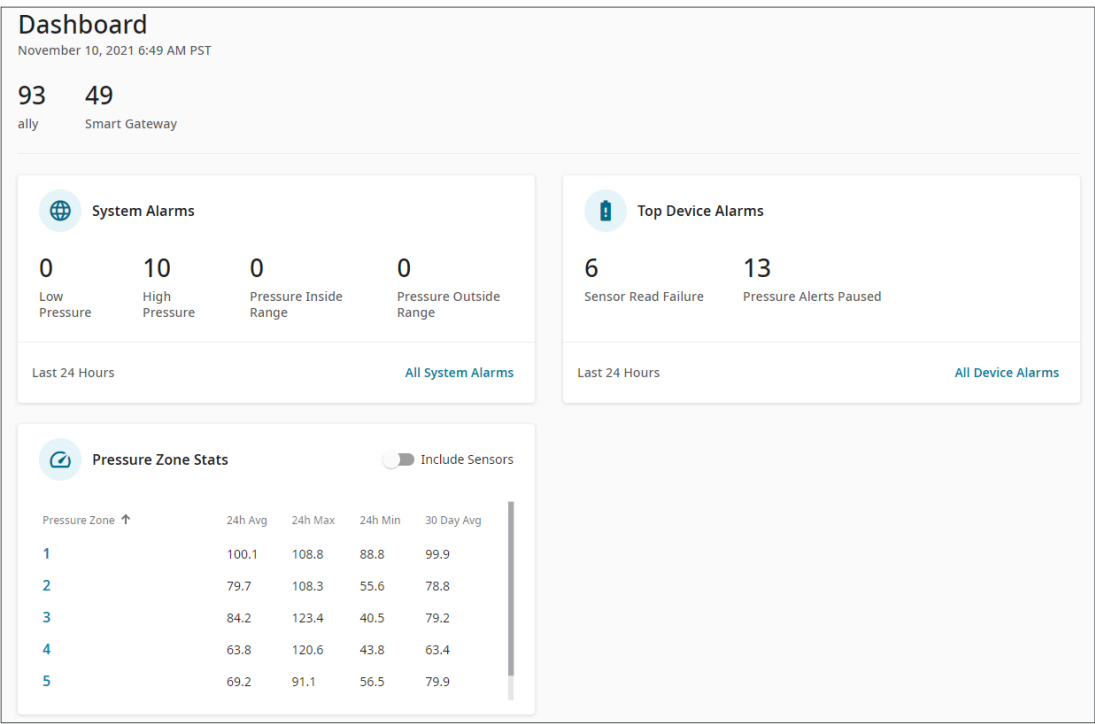 Dashboard
November 10, 2021 6:49 AM PST
93 49
ally Smart Gateway
System Alarms
0 10 0 0
Low High Pressure Inside Pressure Outside
Pressure Pressure Range Range
Last 24 Hours All System Alarms
Top Device Alarms
6 13
Sensor Read Failure Pressure Alerts Paused
Last 24 Hours All Device Alarms
Pressure Zone Stats Include Sensors
Pressure Zone ↑ 24h Avg 24h Max 24h Min 30 Day Avg
1 100.1 108.8 88.8 99.9
2 79.7 108.3 55.6 78.8
3 84.2 123.4 40.5 79.2
4 63.8 120.6 43.8 63.4
5 69.2 91.1 56.5 79.9